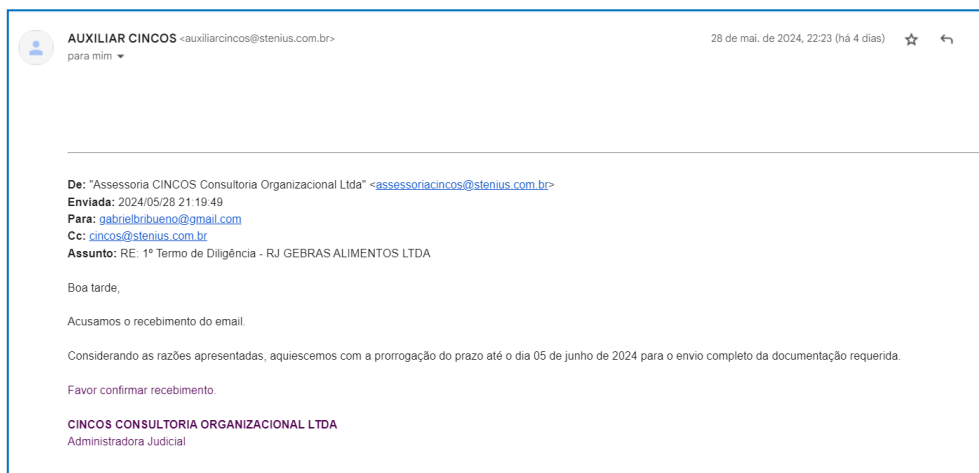 AUXILIAR CINCOS <auxiliarcincos@stenius.com.br>
28 de mai. de 2024, 22:23 (há 4 dias)
para mim
De: "Assessoria CINCOS Consultoria Organizacional Ltda" <assessoriacincos@stenius.com.br>
Enviada: 2024/05/28 21:19:49
Para: gabrielbribueno@gmail.com
Cc: cincos@stenius.com.br
Assunto: RE: 1º Termo de Diligência - RJ GEBRAS ALIMENTOS LTDA
Boa tarde,
Acusamos o recebimento do email.
Considerando as razões apresentadas, aquiescemos com a prorrogação do prazo até o dia 05 de junho de 2024 para o envio completo da documentação requerida.
Favor confirmar recebimento.
CINCOS CONSULTORIA ORGANIZACIONAL LTDA
Administradora Judicial